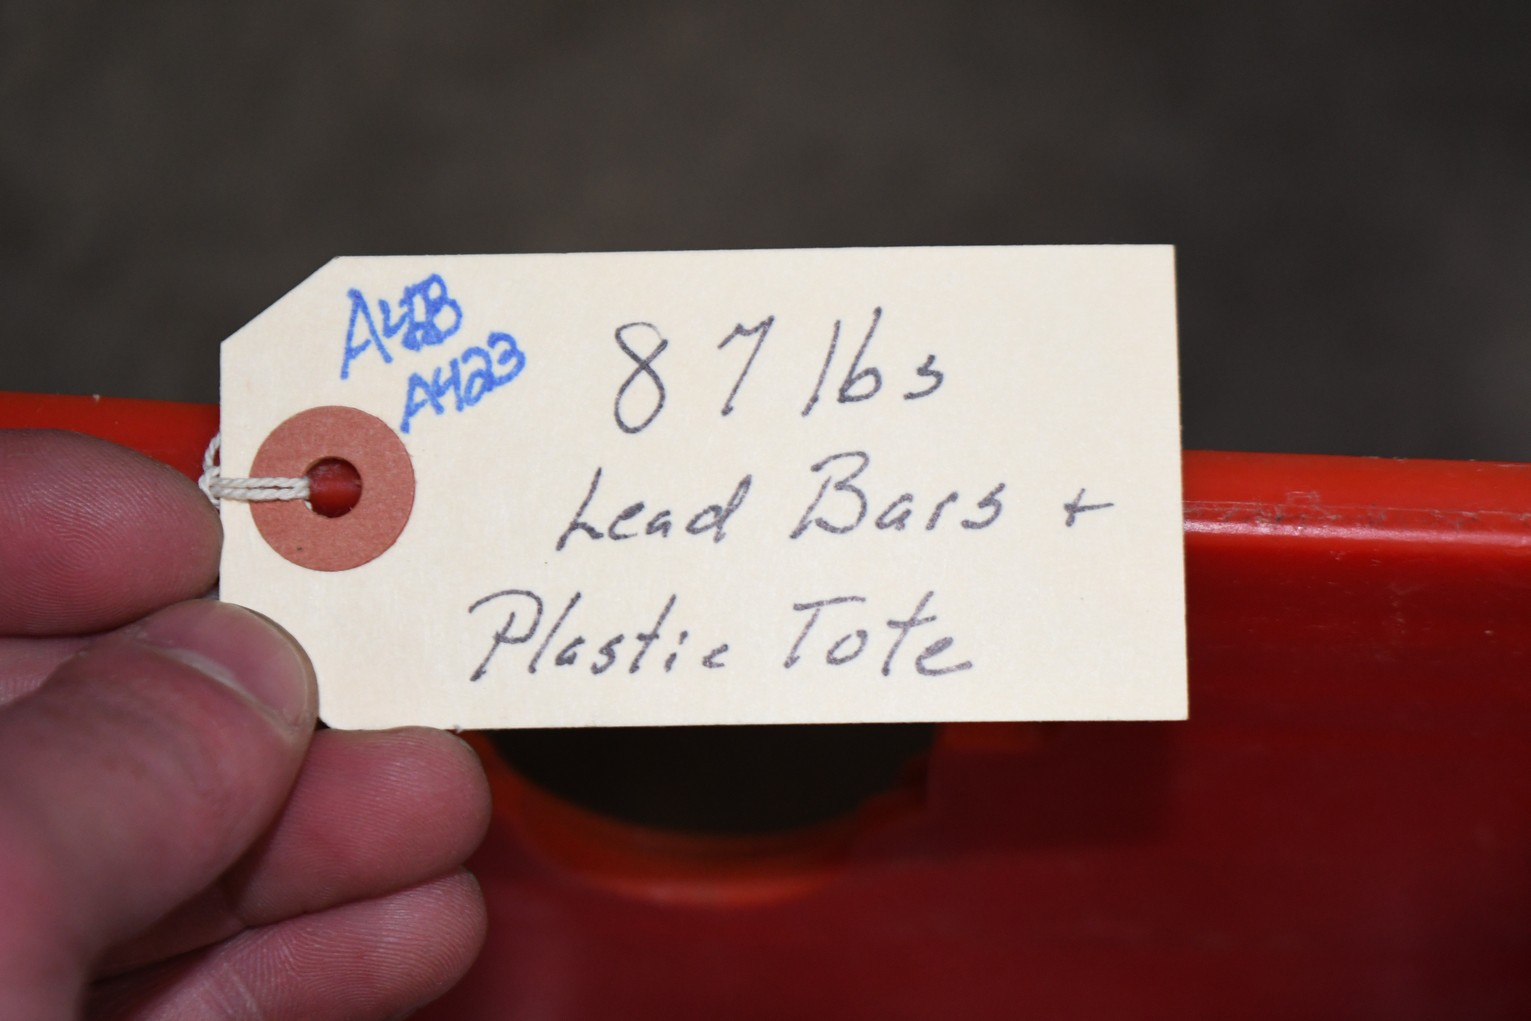 A423
87 lbs
Lead Bars +
Plastic Tote